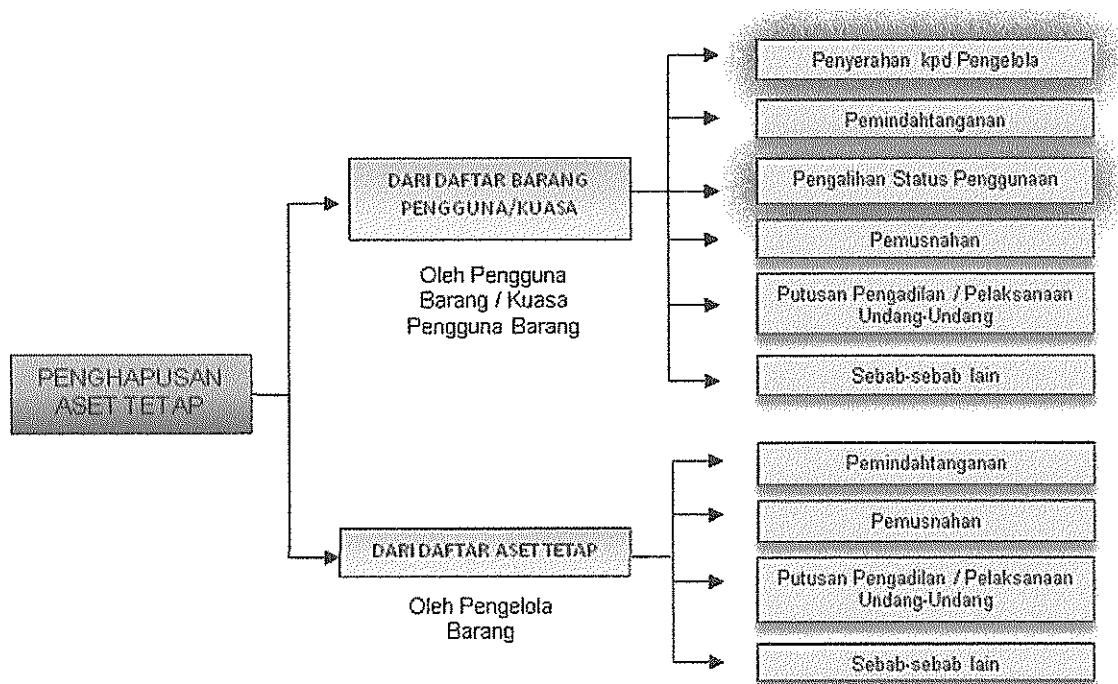 PENGHAPUSAN
ASET TETAP
DARI DAFTAR BARANG
PENGGUNA/KUASA
Oleh Pengguna
Barang / Kuasa
Pengguna Barang
Penyerahan kpd Pengelola
Pemindahtanganan
Pengalihan Status Penggunaan
Pemusnahan
Putusan Pengadilan / Pelaksanaan
Undang-Undang
Sebab-sebab lain
DARI DAFTAR ASET TETAP
Oleh Pengelola
Barang
Pemindahtanganan
Pemusnahan
Putusan Pengadilan / Pelaksanaan
Undang-Undang
Sebab-sebab lain